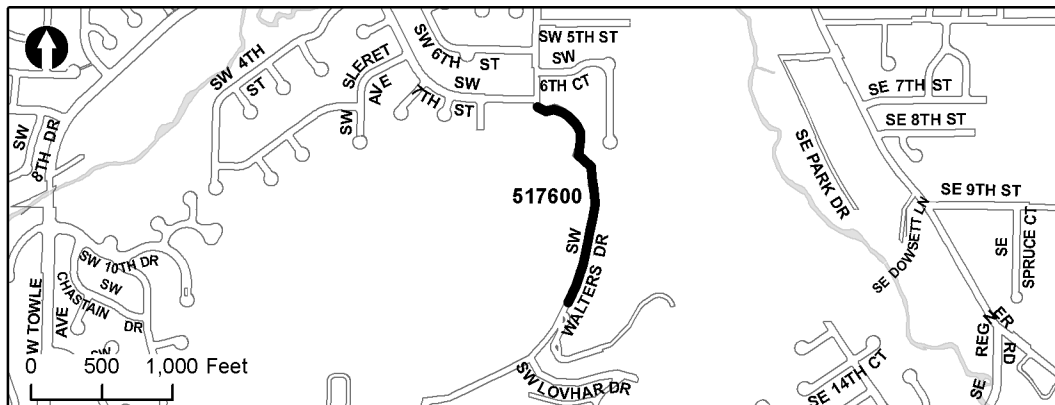 SW 5TH ST
SW
6TH CT
SW 6TH
ST
SW
7TH
ST
SW 4TH
ST
SLERET
AVE
SW
SW
8TH DR
SE 7TH ST
SE 8TH ST
SE PARK DR
SE 9TH ST
SE DOWSETT LN
SE
SPRUCE CT
517600
SW
WALTERS DR
SW 10TH DR
SW
CHASTAIN
DR
W TOWLE
AVE
SW
SE REGNER
RD
SE 14TH CT
SW LOVHAR DR
0 500 1,000 Feet